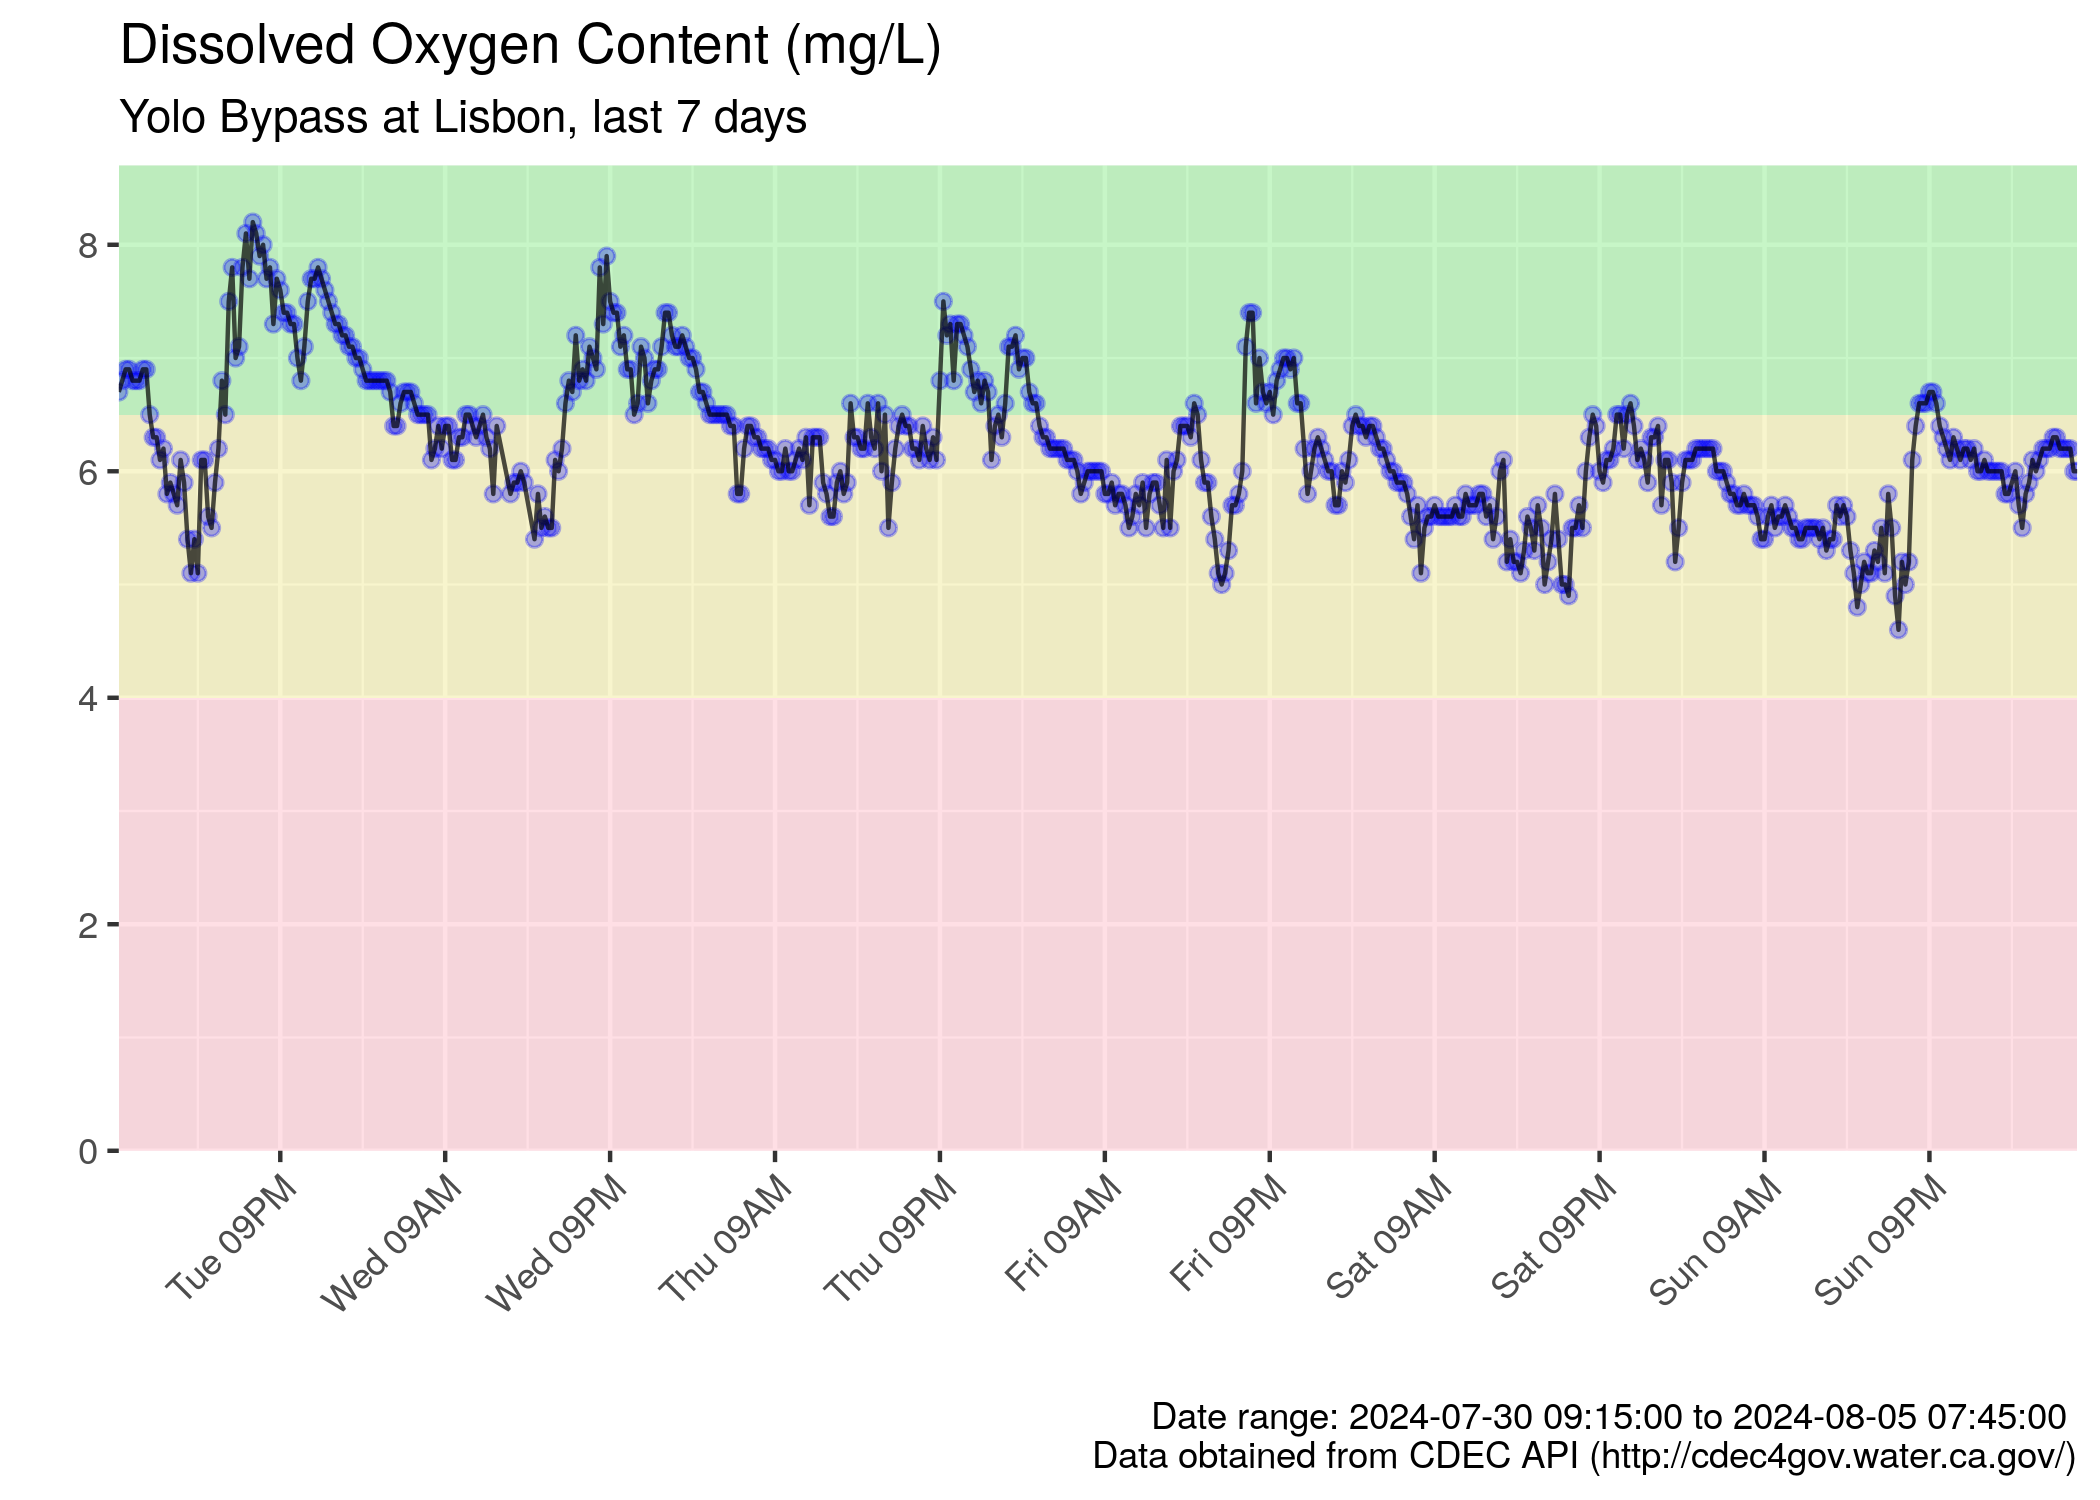 Dissolved Oxygen Content (mg/L)
Yolo Bypass at Lisbon, last 7 days
8
6
4
2
0
Tue 09PM
Wed 09AM
Wed 09PM
Thu 09AM
Thu 09PM
Fri 09AM
Fri 09PM
Sat 09AM
Sat 09PM
Sun 09AM
Sun 09PM
Date range: 2024-07-30 09:15:00 to 2024-08-05 07:45:00
Data obtained from CDEC API (http://cdec4gov.water.ca.gov/)